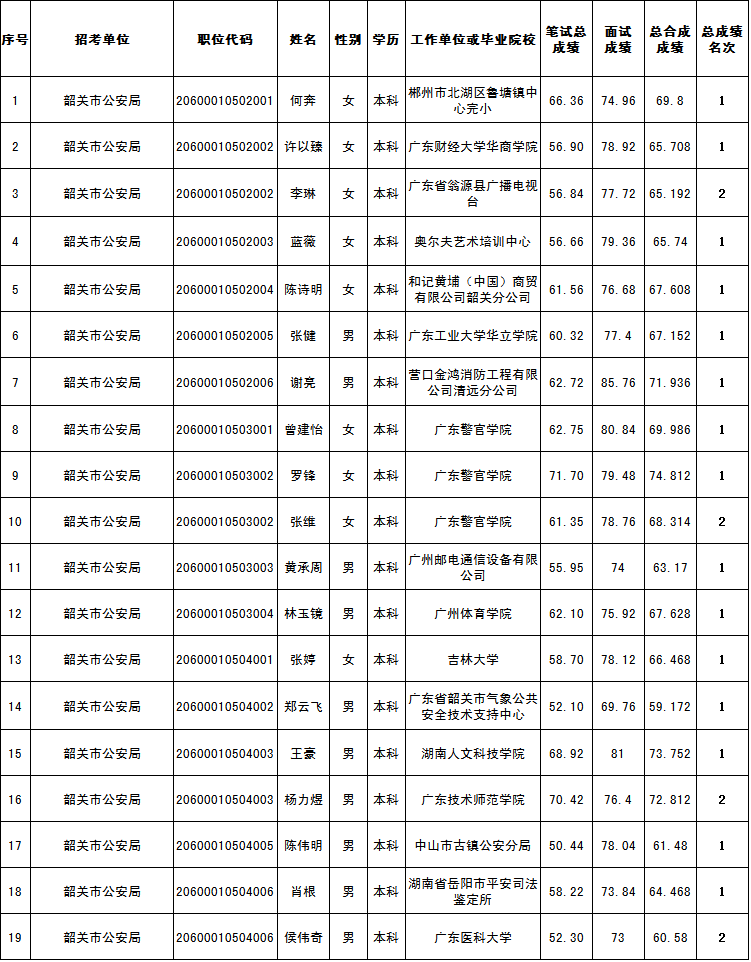 序号 招考单位 职位代码 姓名 性别 学历 工作单位或毕业院校 笔试总成绩 面试成绩 总合成成绩 总成绩名次
1 韶关市公安局 20600010502001 何奔 女 本科 郴州市北湖区鲁塘镇中心完小 66.36 74.96 69.8 1
2 韶关市公安局 20600010502002 许以臻 女 本科 广东财经大学华商学院 56.90 78.92 65.708 1
3 韶关市公安局 20600010502002 李琳 女 本科 广东省翁源县广播电视台 56.84 77.72 65.192 2
4 韶关市公安局 20600010502003 蓝薇 女 本科 奥尔夫艺术培训中心 56.66 79.36 65.74 1
5 韶关市公安局 20600010502004 陈诗明 女 本科 和记黄埔（中国）商贸有限公司韶关分公司 61.56 76.68 67.608 1
6 韶关市公安局 20600010502005 张健 男 本科 广东工业大学华立学院 60.32 77.4 67.152 1
7 韶关市公安局 20600010502006 谢亮 男 本科 营口金鸿消防工程有限公司清远分公司 62.72 85.76 71.936 1
8 韶关市公安局 20600010503001 曾建怡 女 本科 广东警官学院 62.75 80.84 69.986 1
9 韶关市公安局 20600010503002 罗锋 女 本科 广东警官学院 71.70 79.48 74.812 1
10 韶关市公安局 20600010503002 张维 女 本科 广东警官学院 61.35 78.76 68.314 2
11 韶关市公安局 20600010503003 黄承周 男 本科 广州邮电通信设备有限公司 55.95 74 63.17 1
12 韶关市公安局 20600010503004 林玉镜 男 本科 广州体育学院 62.10 75.92 67.628 1
13 韶关市公安局 20600010504001 张婷 女 本科 吉林大学 58.70 78.12 66.468 1
14 韶关市公安局 20600010504002 郑云飞 男 本科 广东省韶关市气象公共安全技术支持中心 52.10 69.76 59.172 1
15 韶关市公安局 20600010504003 王豪 男 本科 湖南人文科技学院 68.92 81 73.752 1
16 韶关市公安局 20600010504003 杨力煜 男 本科 广东技术师范学院 70.42 76.4 72.812 2
17 韶关市公安局 20600010504005 陈伟明 男 本科 中山市古镇公安分局 50.44 78.04 61.48 1
18 韶关市公安局 20600010504006 肖根 男 本科 湖南省岳阳市平安司法鉴定所 58.22 73.84 64.468 1
19 韶关市公安局 20600010504006 侯伟奇 男 本科 广东医科大学 52.30 73 60.58 2